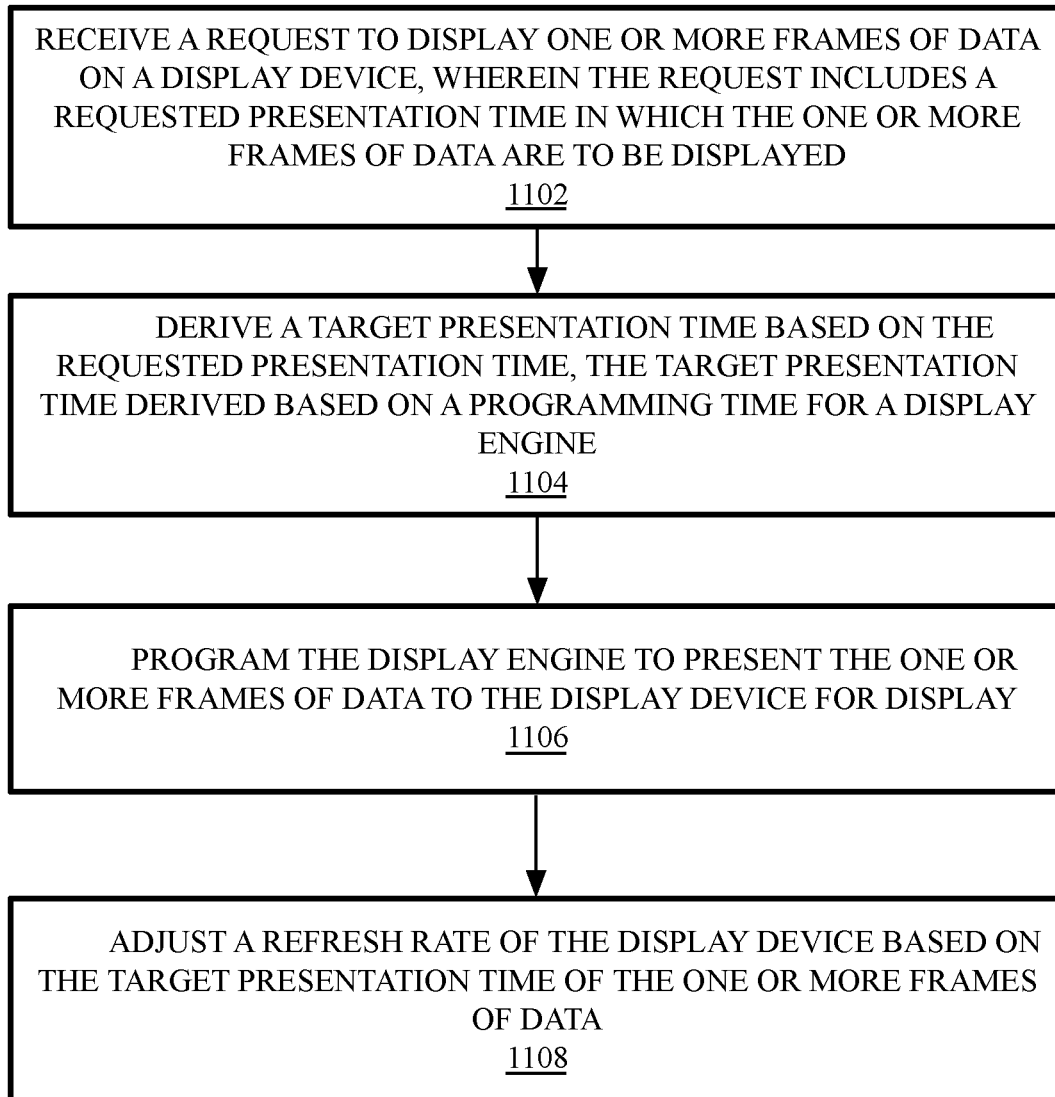 RECEIVE A REQUEST TO DISPLAY ONE OR MORE FRAMES OF DATA
ON A DISPLAY DEVICE, WHEREIN THE REQUEST INCLUDES A
REQUESTED PRESENTATION TIME IN WHICH THE ONE OR MORE
FRAMES OF DATA ARE TO BE DISPLAYED
1102
DERIVE A TARGET PRESENTATION TIME BASED ON THE
REQUESTED PRESENTATION TIME, THE TARGET PRESENTATION
TIME DERIVED BASED ON A PROGRAMMING TIME FOR A DISPLAY
ENGINE
1104
PROGRAM THE DISPLAY ENGINE TO PRESENT THE ONE OR
MORE FRAMES OF DATA TO THE DISPLAY DEVICE FOR DISPLAY
1106
ADJUST A REFRESH RATE OF THE DISPLAY DEVICE BASED ON
THE TARGET PRESENTATION TIME OF THE ONE OR MORE FRAMES
OF DATA
1108